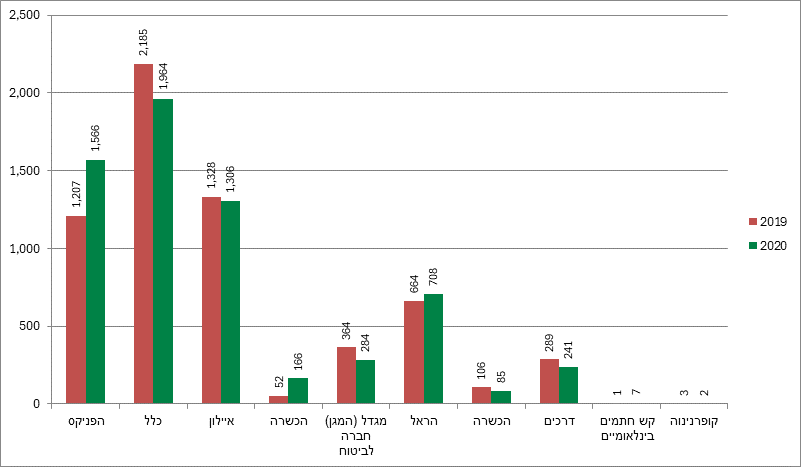 2,500
2,000
1,500
1,000
500
0
1,207
1,566
2,185
1,964
1,328
1,306
52
166
364
284
664
708
106
85
289
241
1
7
3
2
הפניקס
כלל
איילון
הכשרה
מגדל (המגן)
חברה
לביטוח
הראל
הכשרה
דרכים
קש חתמים
בינלאומיים
קופרנינוה
2019
2020